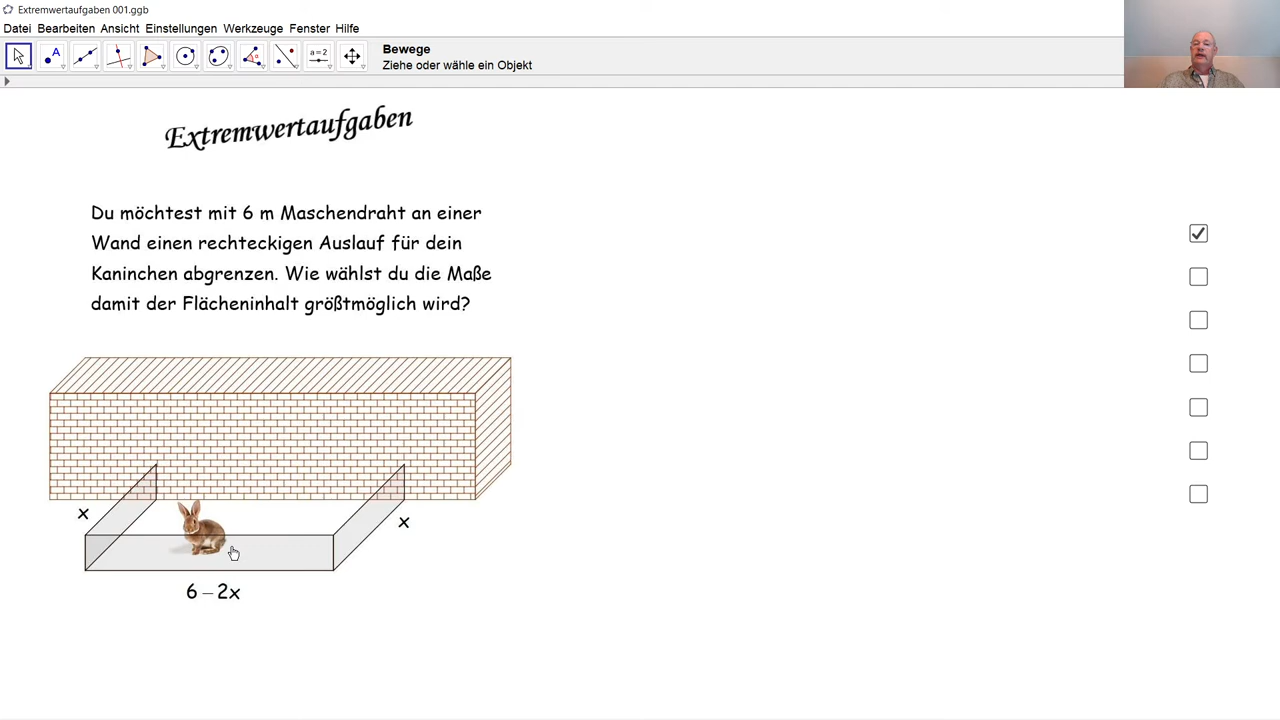 Extremwertaufgaben 001.ggb
Datei Bearbeiten Ansicht Einstellungen Werkzeuge Fenster Hilfe
A
a=2
Bewege
Ziehe oder wähle ein Objekt
Extremwertaufgaben
Du möchtest mit 6 m Maschendraht an einer
Wand einen rechteckigen Auslauf für dein
Kaninchen abgrenzen. Wie wählst du die Maße
damit der Flächeninhalt größtmöglich wird?
x
x
6 – 2x